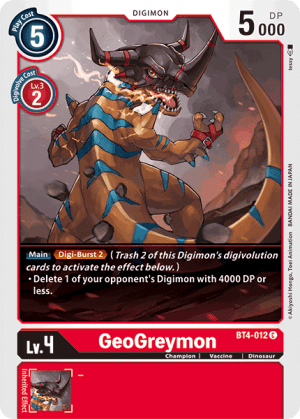 Play Cost
5
DIGIMON
5000
DP
Digivolve Cost
Lv.3
2
Main Digi-Burst 2 (Trash 2 of this Digimon's digivolution
cards to activate the effect below.)
・Delete 1 of your opponent's Digimon with 4000 DP or
less.
©Akiyoshi Hongo, Toei Animation BANDAI MADE IN JAPAN
Lv.4
GeoGreymon
BT4-012 C
Champion | Vaccine | Dinosaur
Inherited Effect
-